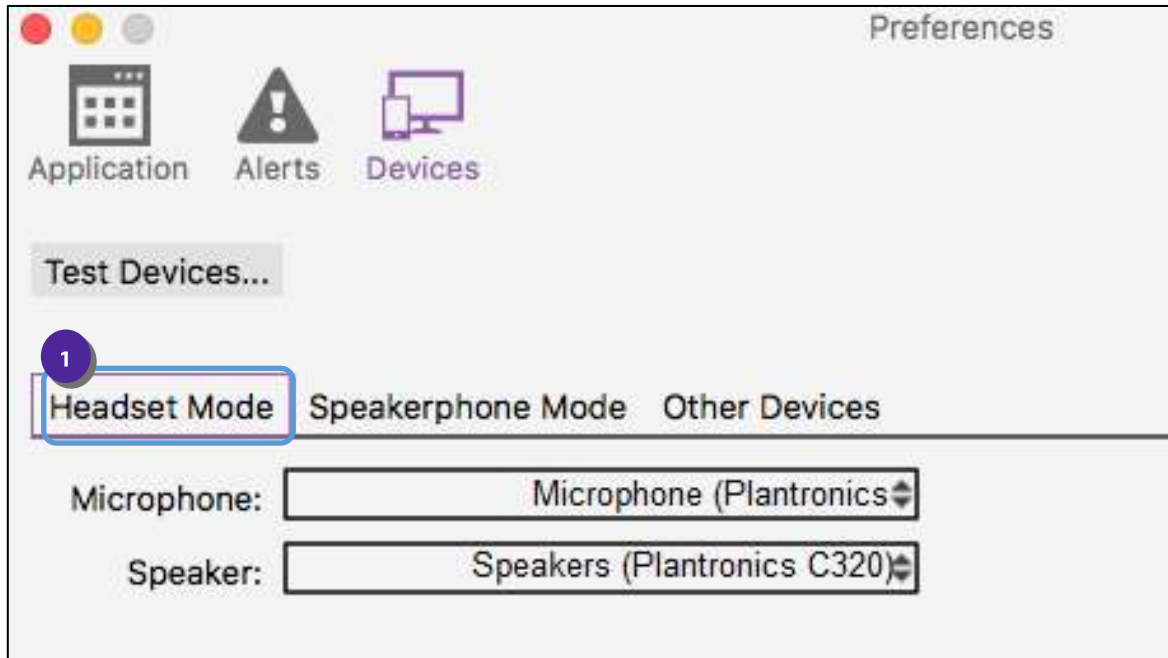 Preferences
Application Alerts Devices
Test Devices...
1
Headset Mode Speakerphone Mode Other Devices
Microphone: Microphone (Plantronics
Speaker: Speakers (Plantronics C320)